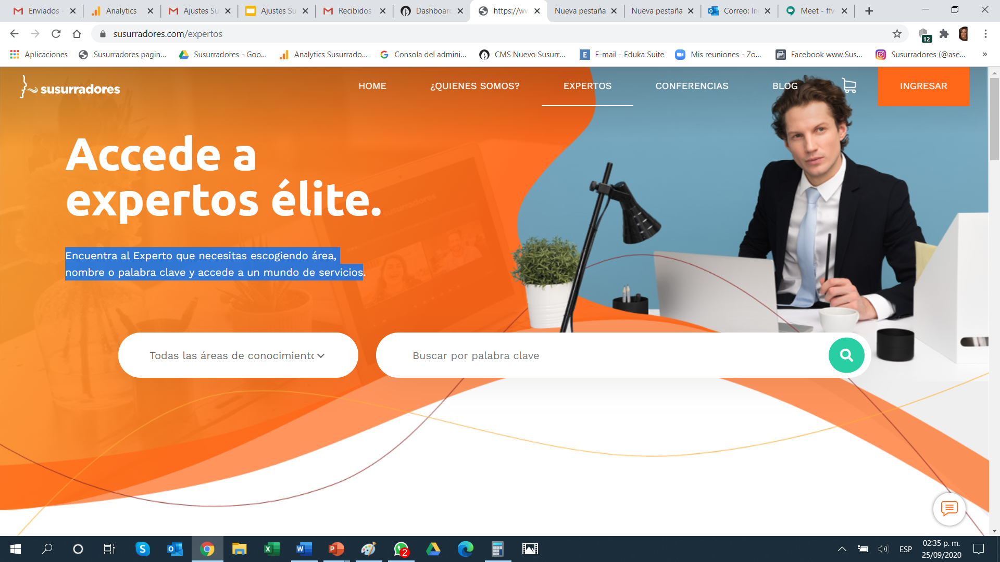 Enviados -
Analytics
Ajustes Su
Ajustes Su
Recibidos
Dashboard
https://ww
Nueva pestaña
Nueva pestaña
Correo: In
Meet - ffv
susurradores.com/expertos
12
Aplicaciones
Susurradores pagin...
Susurradores - Goo...
Analytics Susurrado...
Consola del admini...
CMS Nuevo Susurr...
E-mail - Eduka Suite
Mis reuniones - Zo...
Facebook www.Sus...
Susurradores (@ase...
»
susurradores
HOME
¿QUIENES SOMOS?
EXPERTOS
CONFERENCIAS
BLOG
INGRESAR
Accede a
expertos élite.
Encuentra al Experto que necesitas escogiendo área,
nombre o palabra clave y accede a un mundo de servicios.
Todas las áreas de conocimiento
Buscar por palabra clave
2
ESP
02:35 p. m.
25/09/2020